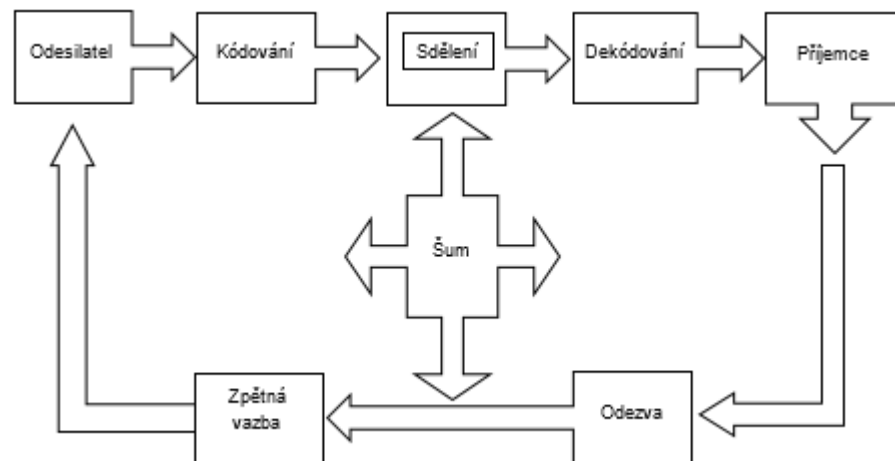 Odesilatel
Kódování
Sdělení
Dekódování
Příjemce
Šum
Zpětná
vazba
Odezva